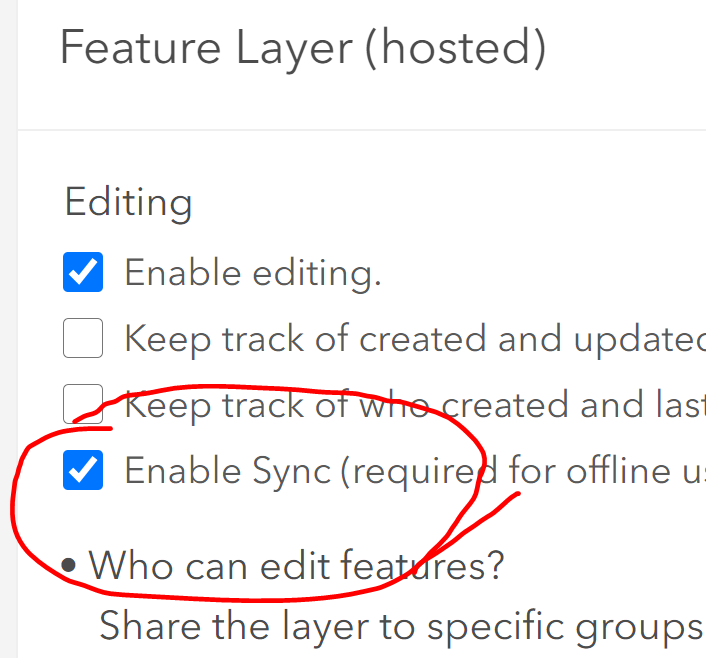 Feature Layer (hosted)
Editing
Enable editing.
Keep track of created and updated
Keep track of who created and last
Enable Sync (required for offline
• Who can edit features?
Share the layer to specific groups